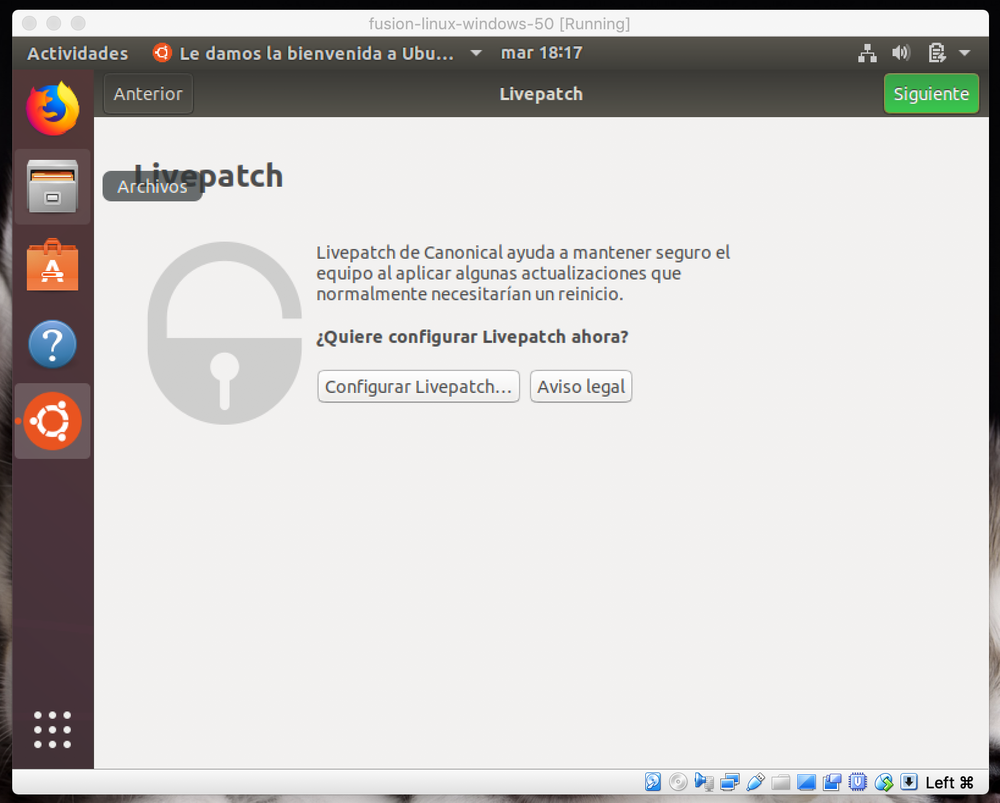 fusion-linux-windows-50 [Running]
Actividades Le damos la bienvenida a Ubu... mar 18:17
Anterior Livepatch Siguiente
Livepatch
Archivos
Livepatch de Canonical ayuda a mantener seguro el
equipo al aplicar algunas actualizaciones que
normalmente necesitarían un reinicio.
¿Quiere configurar Livepatch ahora?
Configurar Livepatch... Aviso legal
Left ⌘